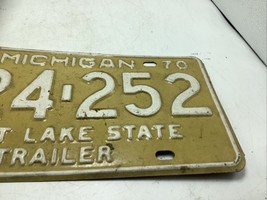 MICHIGAN 70
24-252
T LAKE STATE
TRAILER